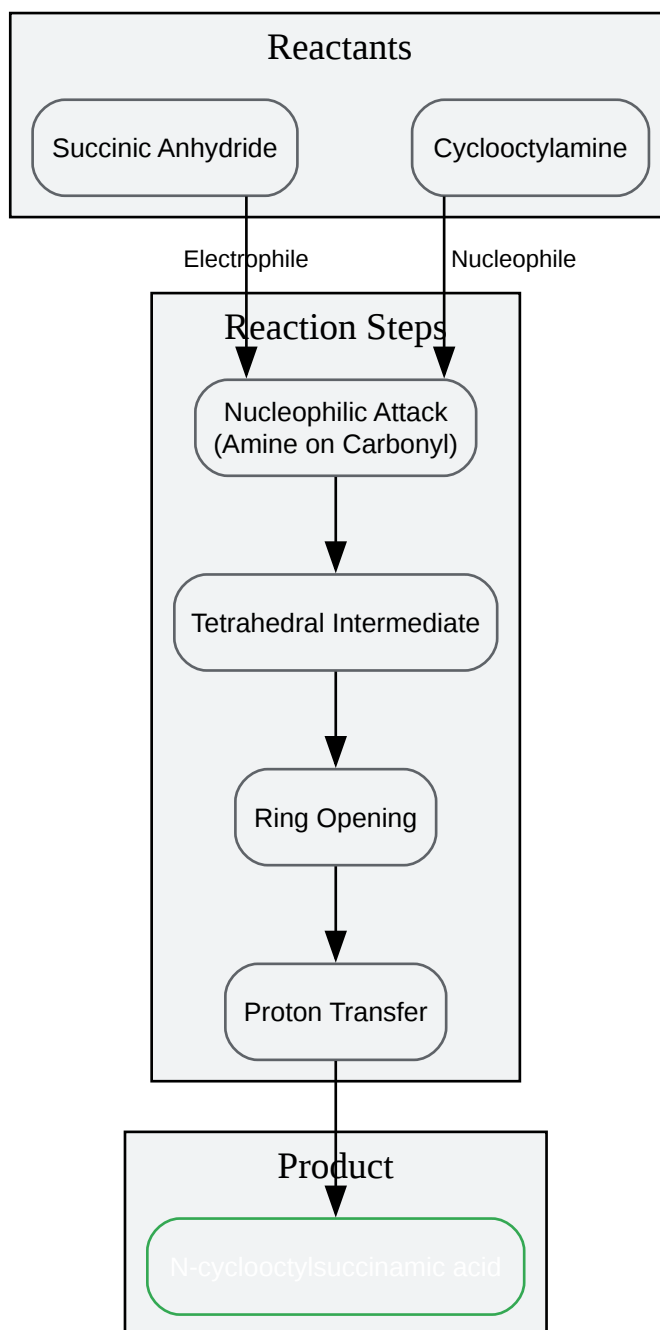 Reactants
Succinic Anhydride
Cyclooctylamine
Electrophile
Nucleophile
Reaction Steps
Nucleophilic Attack
(Amine on Carbonyl)
Tetrahedral Intermediate
Ring Opening
Proton Transfer
Product
N-cyclooctylsuccinamic acid